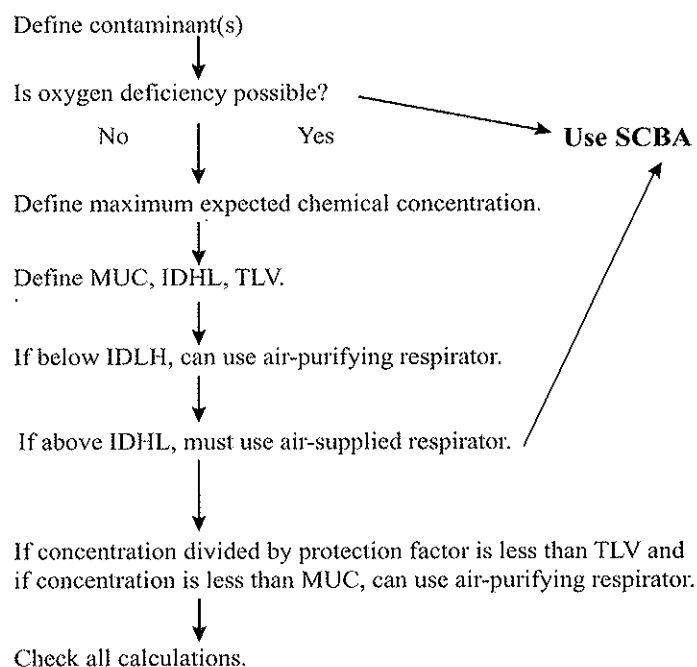 Define contaminant(s)
Is oxygen deficiency possible?
No Yes
Use SCBA
Define maximum expected chemical concentration.
Define MUC, IDHL, TLV.
If below IDLH, can use air-purifying respirator.
If above IDHL, must use air-supplied respirator.
If concentration divided by protection factor is less than TLV and
if concentration is less than MUC, can use air-purifying respirator.
Check all calculations.